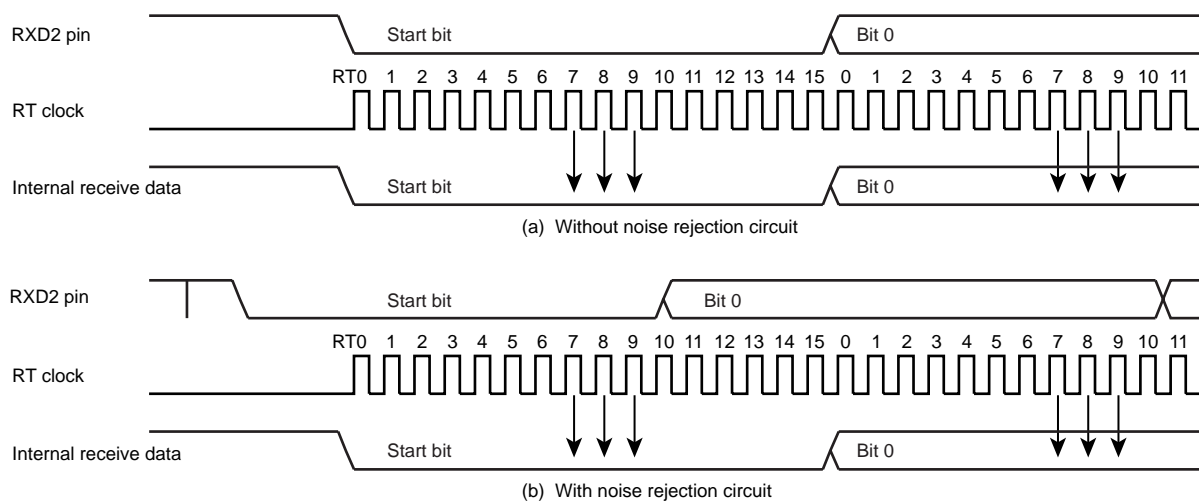 RXD2 pin Start bit Bit 0
RT0 1 2 3 4 5 6 7 8 9 10 11 12 13 14 15 0 1 2 3 4 5 6 7 8 9 10 11
RT clock
Internal receive data Start bit Bit 0
(a) Without noise rejection circuit
RXD2 pin Start bit Bit 0
RT0 1 2 3 4 5 6 7 8 9 10 11 12 13 14 15 0 1 2 3 4 5 6 7 8 9 10 11
RT clock
Internal receive data Start bit Bit 0
(b) With noise rejection circuit